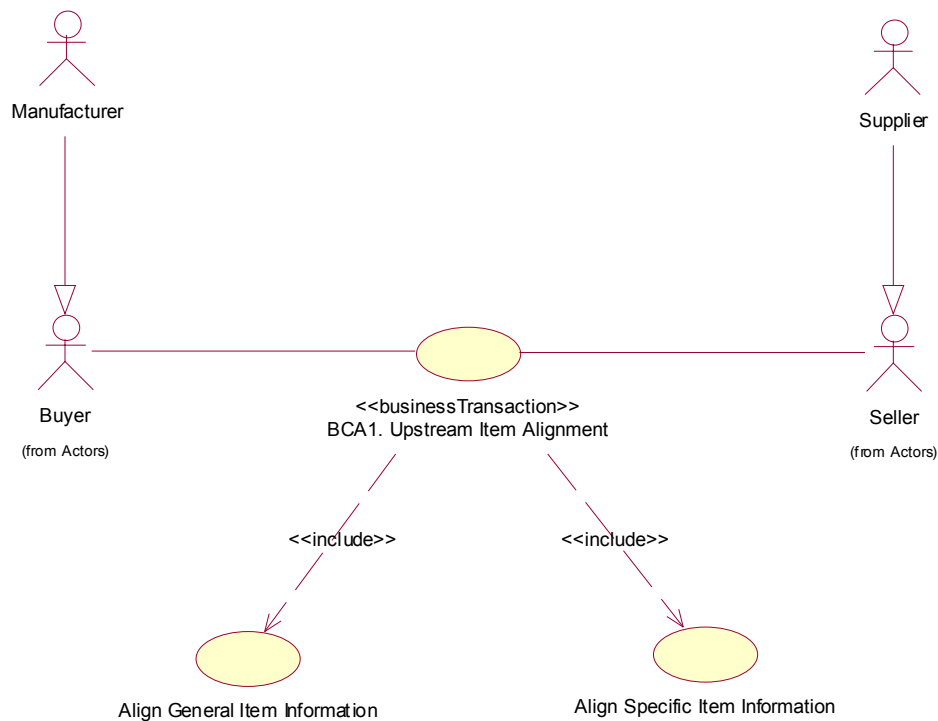 Manufacturer
Supplier
Buyer
(from Actors)
<<businessTransaction>>
BCA1. Upstream Item Alignment
Seller
(from Actors)
<<include>>
<<include>>
Align General Item Information
Align Specific Item Information